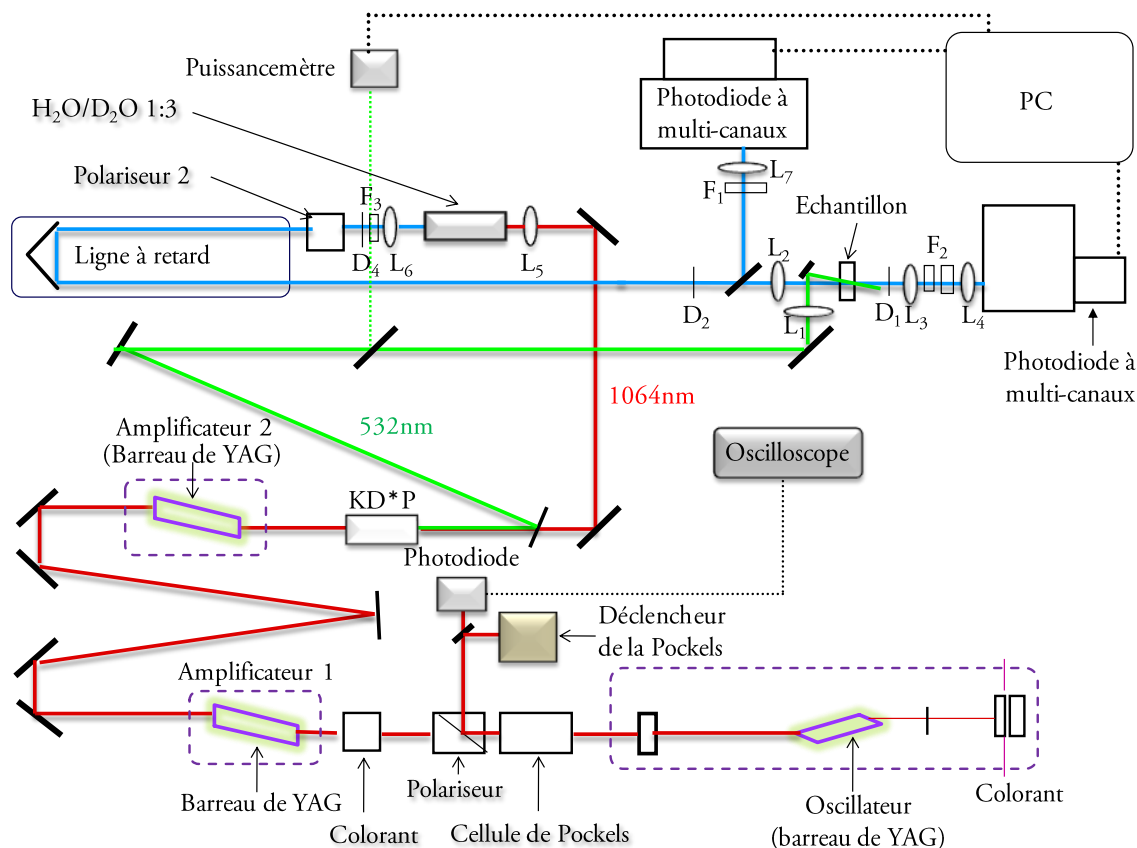 Puissancemètre
H₂O/D₂O 1:3
Photodiode à
multi-canaux
PC
Polariseur 2
F₃
F₁
L₇
Echantillon
Ligne à retard
D₄
L₆
L₅
L₂
F₂
D₂
L₁
D₁
L₃
L₄
Photodiode à
multi-canaux
1064nm
532nm
Amplificateur 2
(Barreau de YAG)
Oscilloscope
KD*P
Photodiode
Déclencheur
de la Pockels
Amplificateur 1
Barreau de YAG
Colorant
Polariseur
Cellule de Pockels
Oscillateur
(barreau de YAG)
Colorant